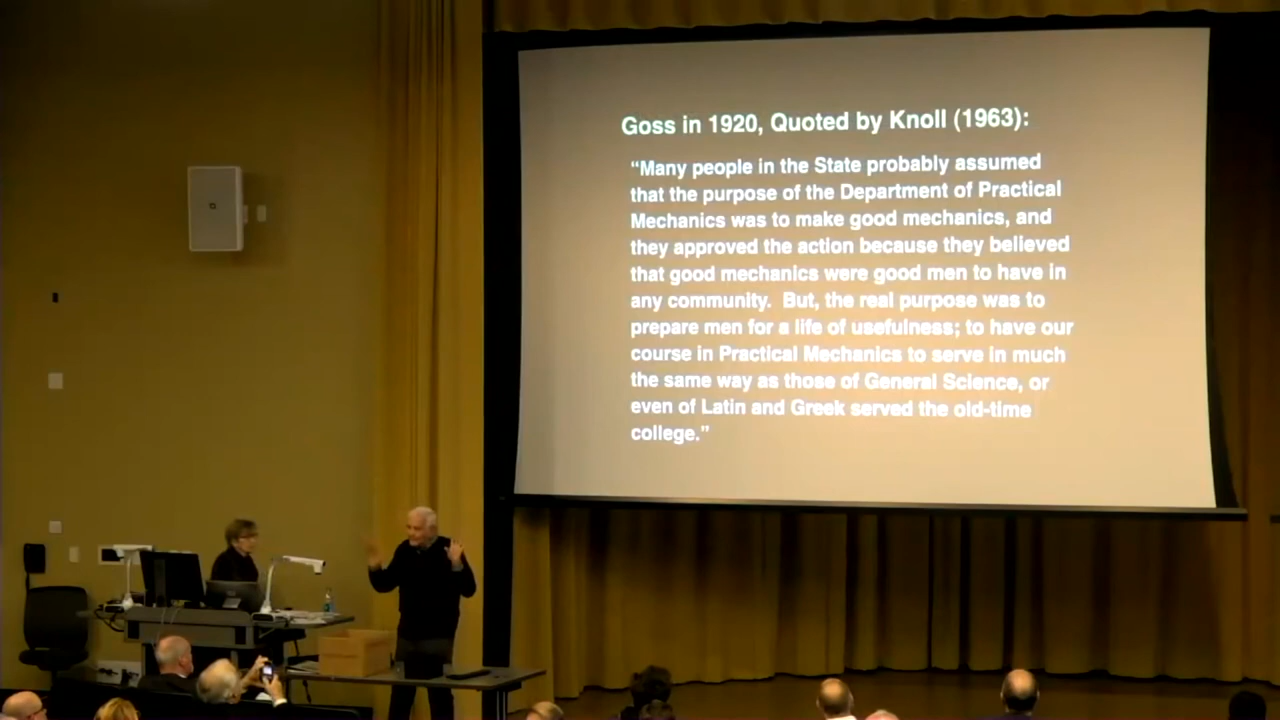 Goss in 1920, Quoted by Knoll (1963):
“Many people in the State probably assumed
that the purpose of the Department of Practical
Mechanics was to make good mechanics, and
they approved the action because they believed
that good mechanics were good men to have in
any community.  But, the real purpose was to
prepare men for a life of usefulness; to have our
course in Practical Mechanics to serve in much
the same way as those of General Science, or
even of Latin and Greek served the old-time
college.”